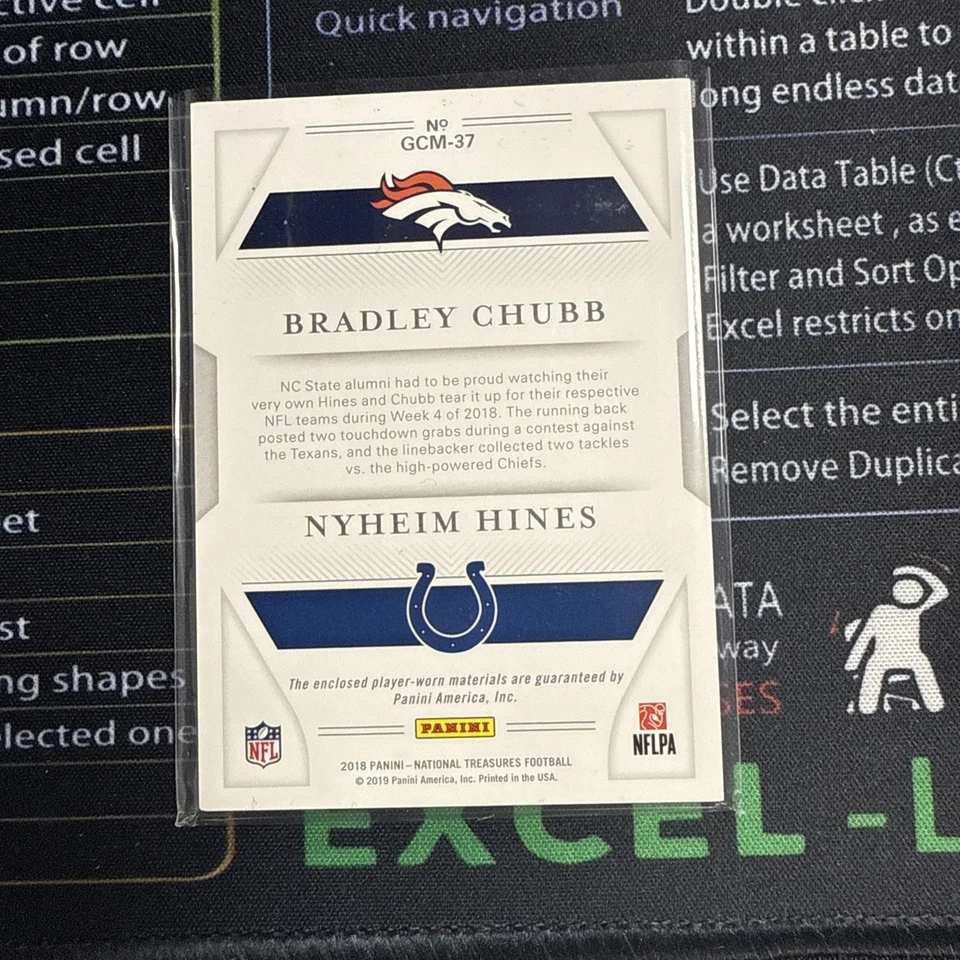 of row
umn/row
sed cell
et
st
ng shapes
lected one
Quick navigation
within a table to
long endless dat
Use Data Table (Ct
a worksheet , as e
Filter and Sort Op
Excel restricts on
Select the enti
Remove Duplica
ATA
way
SES
EXCEL - L
Nº
GCM-37
BRADLEY CHUBB
NC State alumni had to be proud watching their
very own Hines and Chubb tear it up for their respective
NFL teams during Week 4 of 2018. The running back
posted two touchdown grabs during a contest against
the Texans, and the linebacker collected two tackles
vs. the high-powered Chiefs.
NYHEIM HINES
The enclosed player-worn materials are guaranteed by
Panini America, Inc.
PANINI
NFL
NFLPA
2018 PANINI – NATIONAL TREASURES FOOTBALL
© 2019 Panini America, Inc. Printed in the USA.